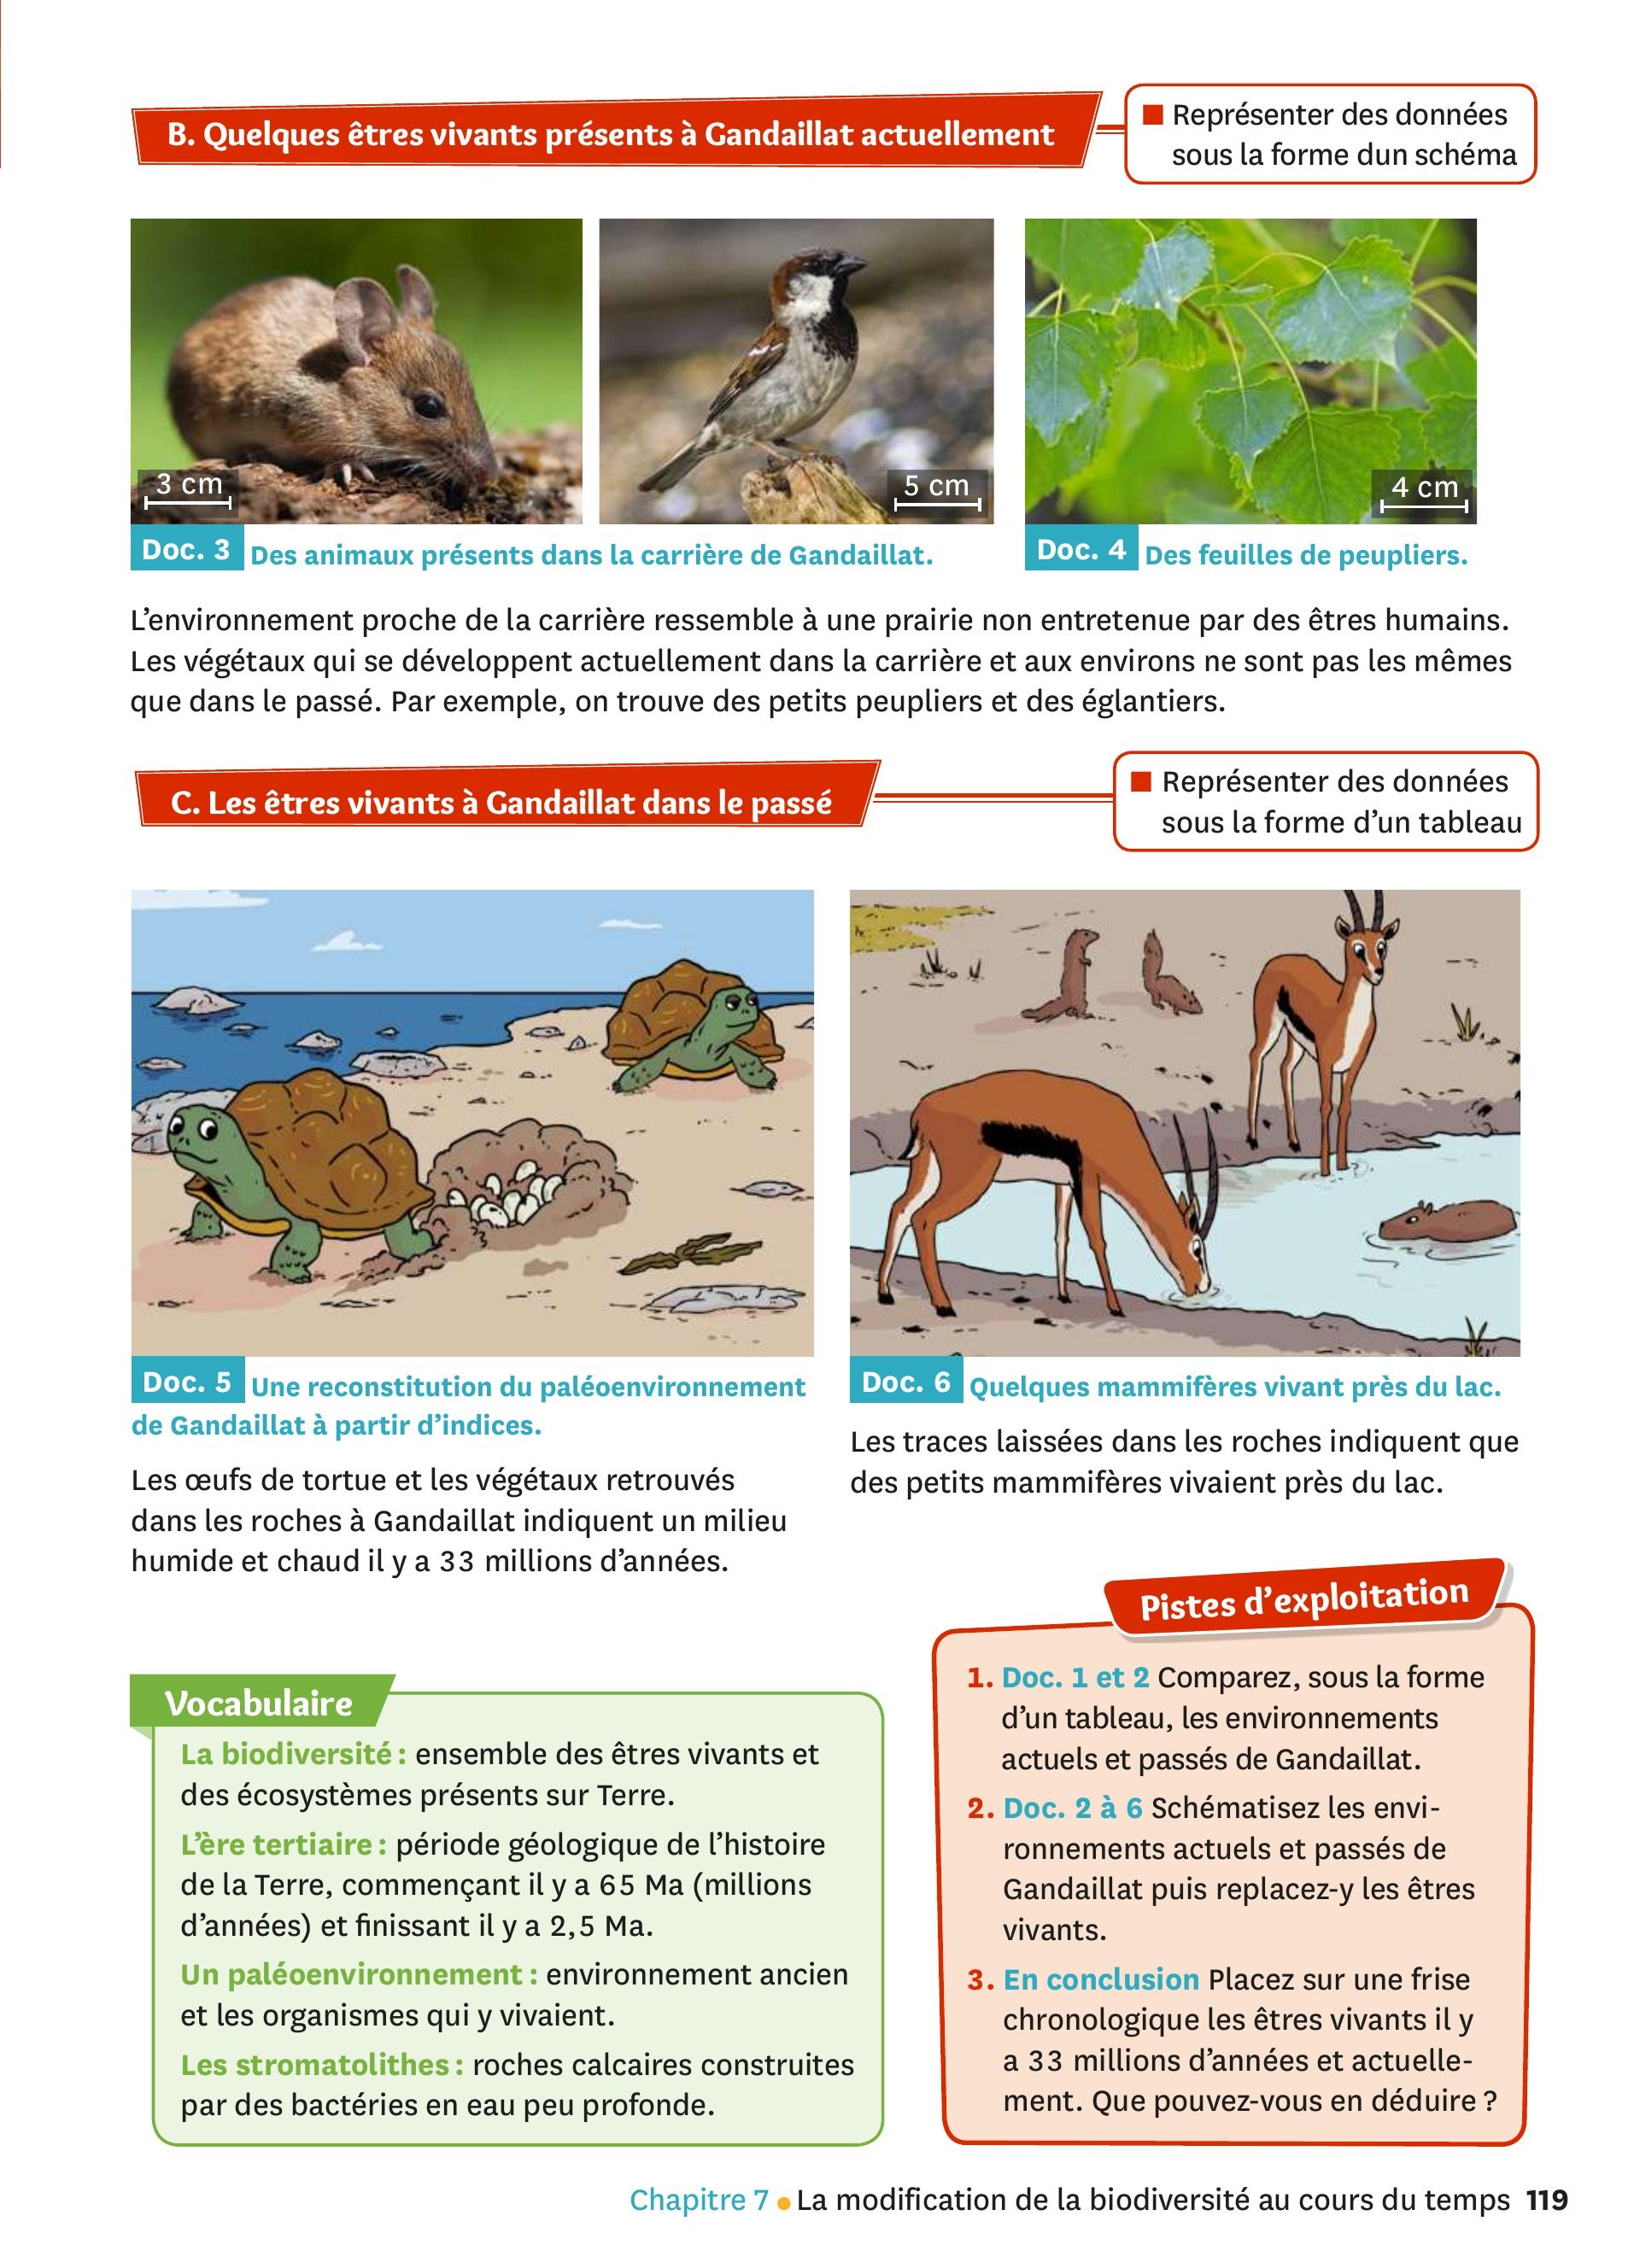 B. Quelques êtres vivants présents à Gandaillat actuellement
■ Représenter des données
sous la forme dun schéma
3 cm
5 cm
4 cm
Doc. 3 Des animaux présents dans la carrière de Gandaillat.
Doc. 4 Des feuilles de peupliers.
L'environnement proche de la carrière ressemble à une prairie non entretenue par des êtres humains.
Les végétaux qui se développent actuellement dans la carrière et aux environs ne sont pas les mêmes
que dans le passé. Par exemple, on trouve des petits peupliers et des églantiers.
C. Les êtres vivants à Gandaillat dans le passé
■ Représenter des données
sous la forme d'un tableau
Doc. 5 Une reconstitution du paléoenvironnement
de Gandaillat à partir d'indices.
Les œufs de tortue et les végétaux retrouvés
dans les roches à Gandaillat indiquent un milieu
humide et chaud il y a 33 millions d'années.
Doc. 6 Quelques mammifères vivant près du lac.
Les traces laissées dans les roches indiquent que
des petits mammifères vivaient près du lac.
Vocabulaire
La biodiversité : ensemble des êtres vivants et
des écosystèmes présents sur Terre.
L'ère tertiaire : période géologique de l'histoire
de la Terre, commençant il y a 65 Ma (millions
d'années) et finissant il y a 2,5 Ma.
Un paléoenvironnement : environnement ancien
et les organismes qui y vivaient.
Les stromatolithes : roches calcaires construites
par des bactéries en eau peu profonde.
Pistes d'exploitation
1. Doc. 1 et 2 Comparez, sous la forme
d'un tableau, les environnements
actuels et passés de Gandaillat.
2. Doc. 2 à 6 Schématisez les envi-
ronnements actuels et passés de
Gandaillat puis replacez-y les êtres
vivants.
3. En conclusion Placez sur une frise
chronologique les êtres vivants il y
a 33 millions d'années et actuelle-
ment. Que pouvez-vous en déduire ?
Chapitre 7 ● La modification de la biodiversité au cours du temps 119